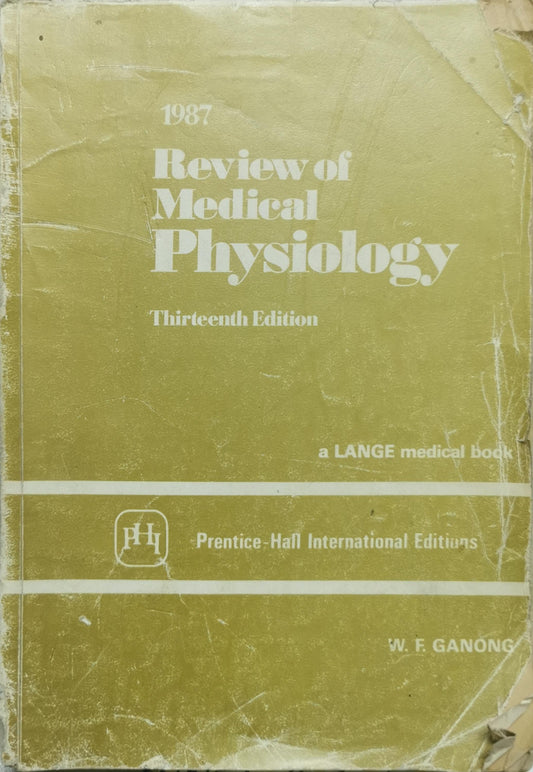 1987
Review of
Medical
Physiology
Thirteenth Edition
a LANGE medical book
PHI
Prentice-Hall International Editions
W. F. GANONG